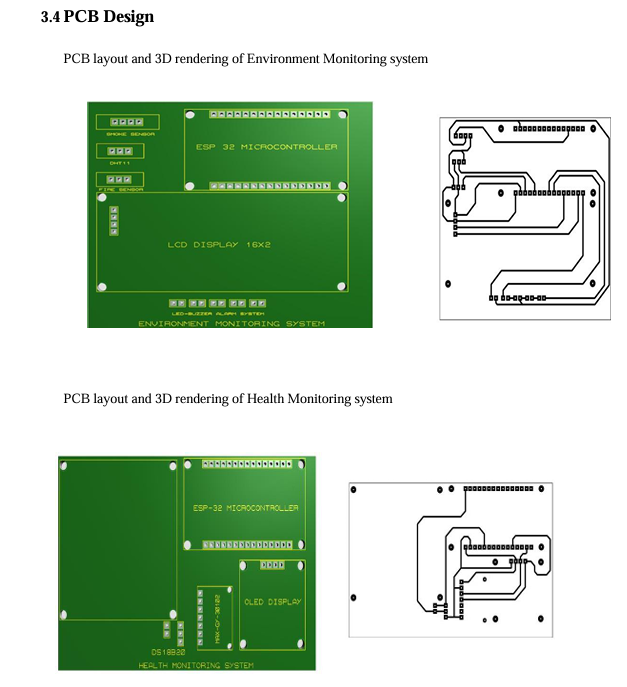 3.4 PCB Design
PCB layout and 3D rendering of Environment Monitoring system
SMOKE SENSOR
ESP 32 MICROCONTROLLER
DHT11
FIRE SENSOR
LCD DISPLAY 16X2
LED-BUZZER ALARM SYSTEM
ENVIRONMENT MONITORING SYSTEM
PCB layout and 3D rendering of Health Monitoring system
ESP-32 MICROCONTROLLER
OLED DISPLAY
MAX-GY-30102
DS18B20
HEALTH MONITORING SYSTEM